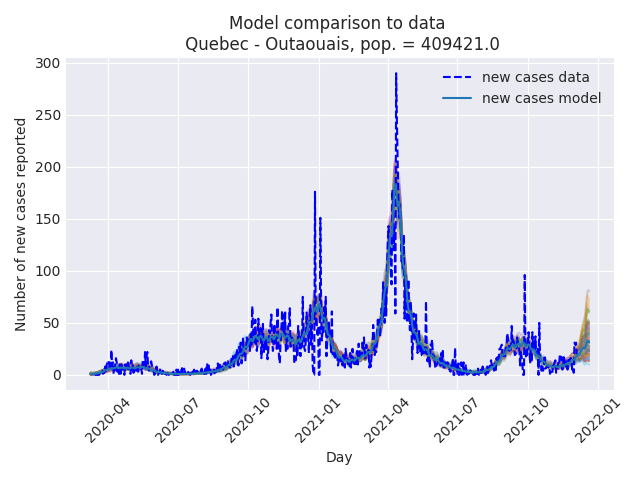 Model comparison to data
Quebec - Outaouais, pop. = 409421.0
new cases data
new cases model
Number of new cases reported
300
250
200
150
100
50
0
2020-04
2020-07
2020-10
2021-01
2021-04
2021-07
2021-10
2022-01
Day